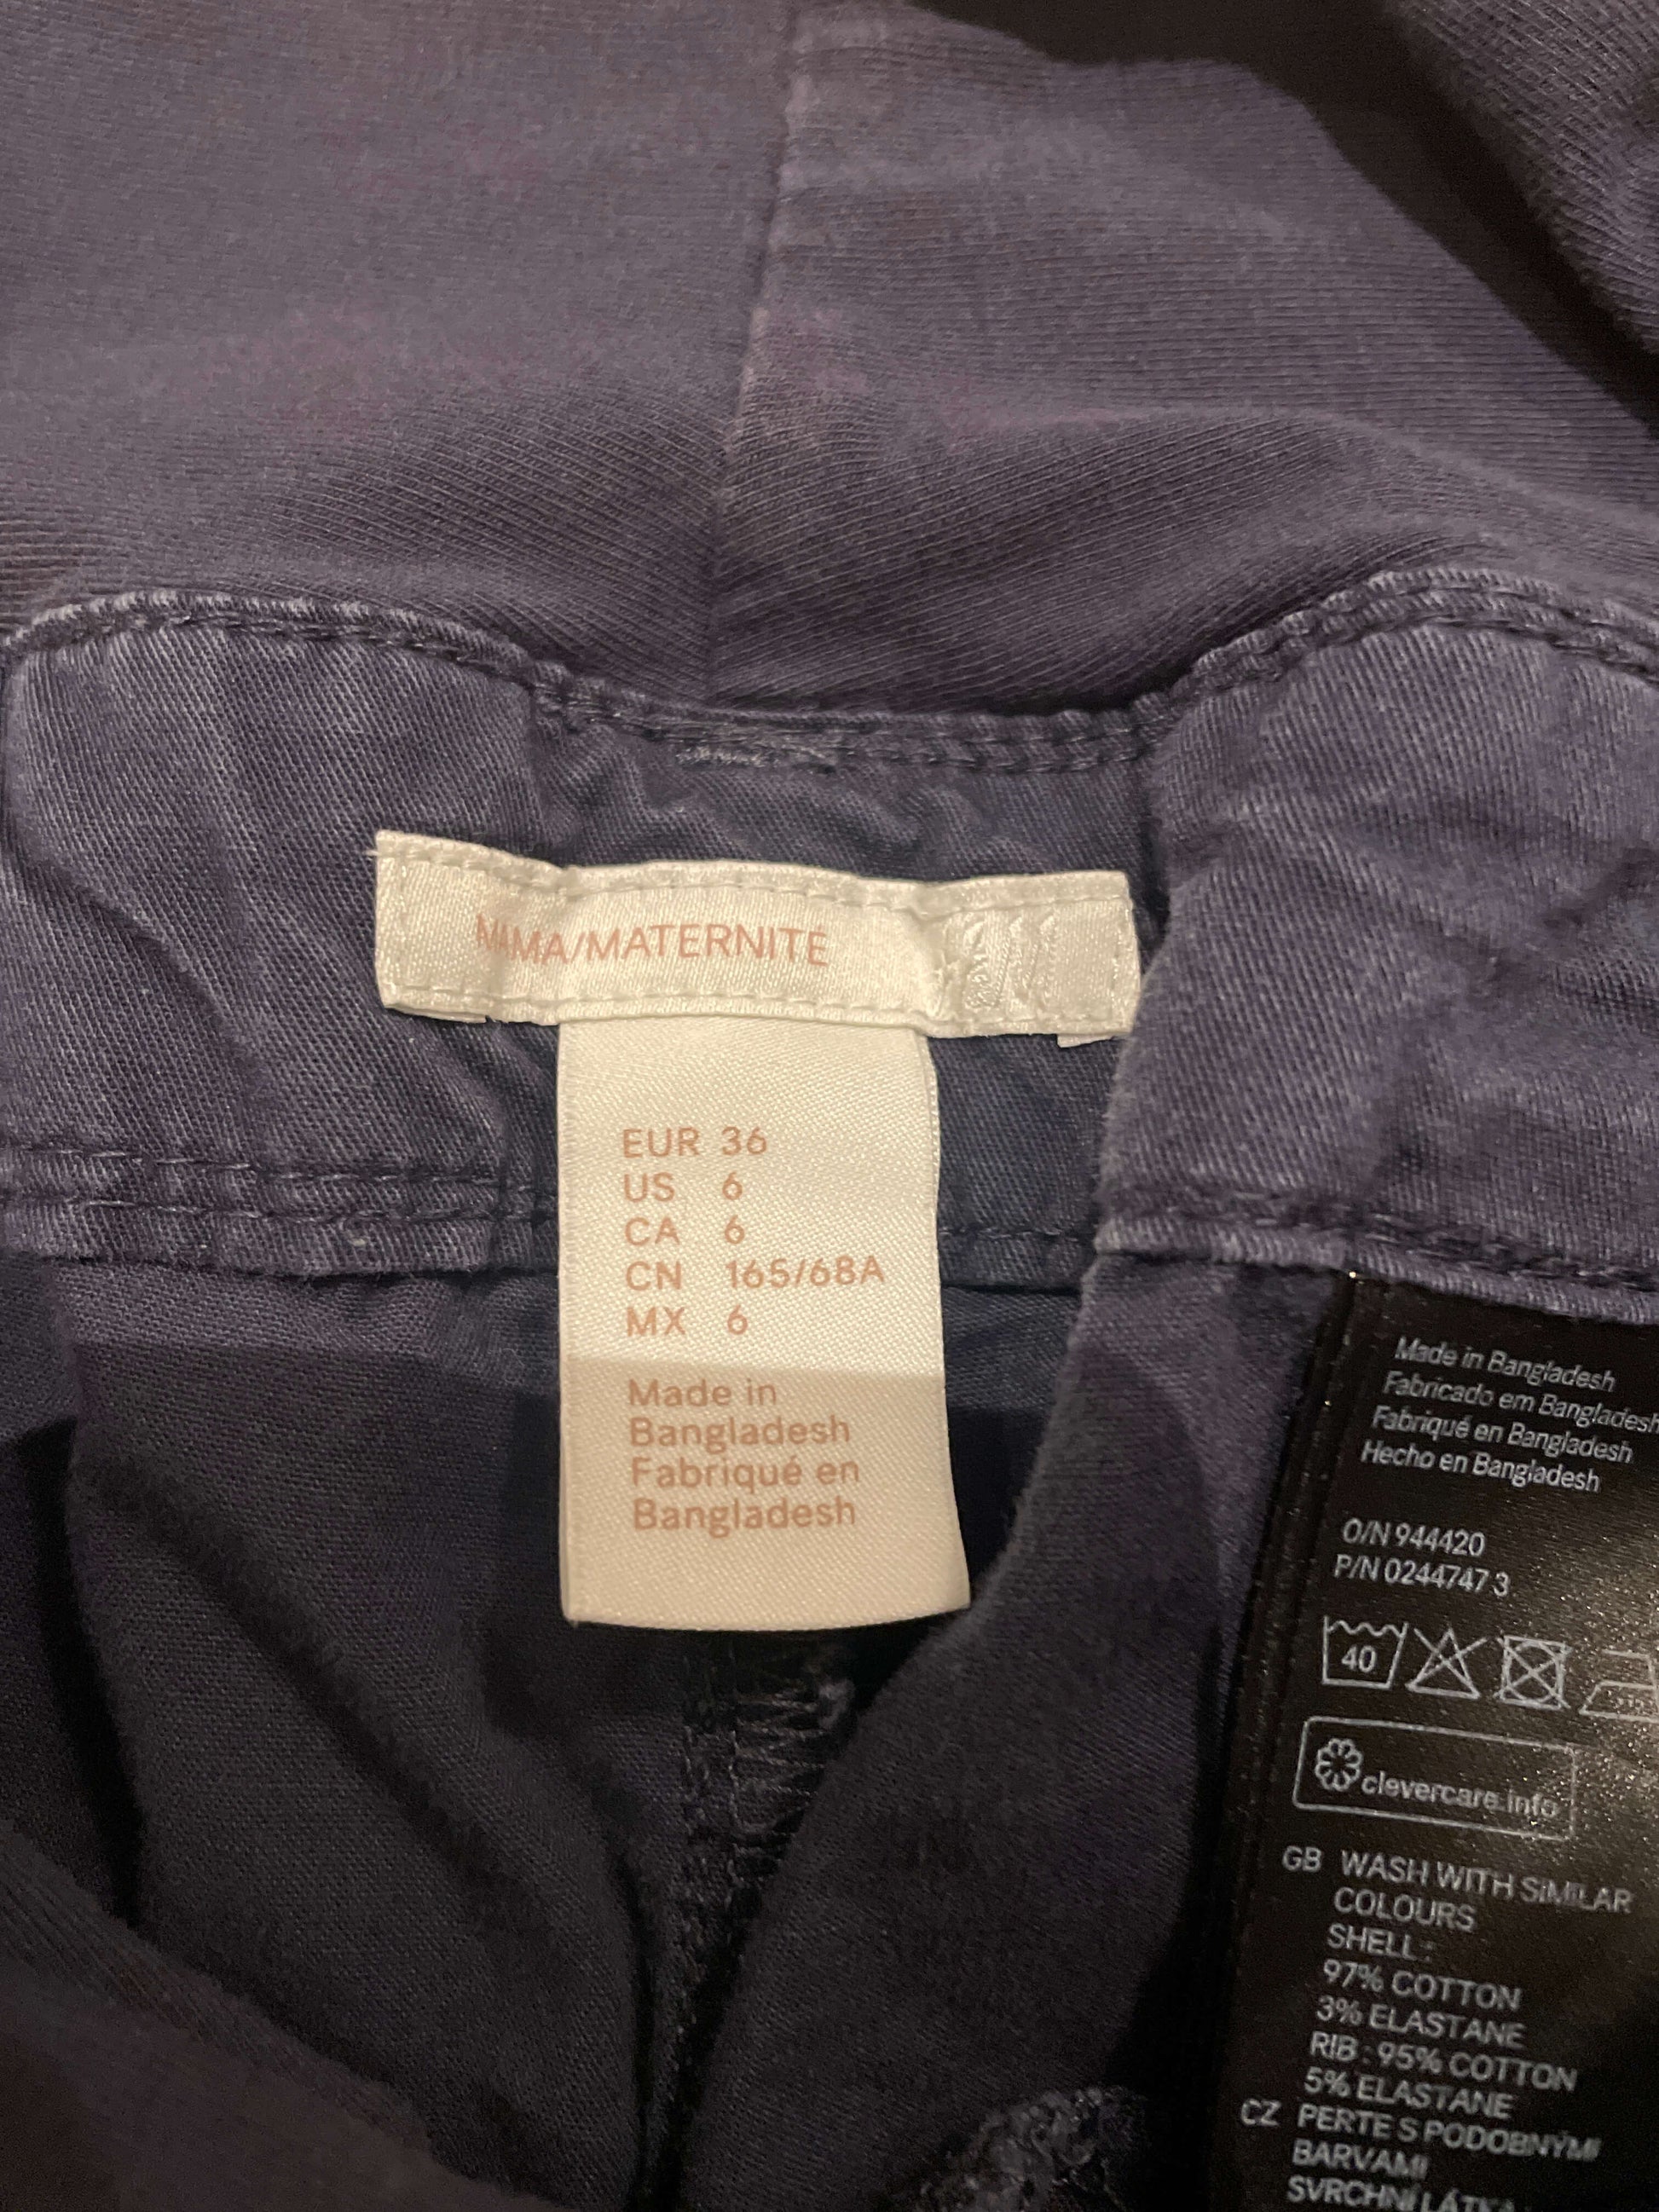 MAMA/MATERNITE
EUR 36
US 6
CA 6
CN 165/68A
MX 6
Made in
Bangladesh
Fabriqué en
Bangladesh
Made in Bangladesh
Fabricado em Bangladesh
Fabriqué en Bangladesh
Hecho en Bangladesh
O/N 944420
P/N 0244747 3
40
clevercare.info
GB WASH WITH SIMILAR
COLOURS
SHELL:
97% COTTON
3% ELASTANE
RIB: 95% COTTON
5% ELASTANE
CZ PERTE S PODOBNÝMI
BARVAMI
SVRCHNÍ